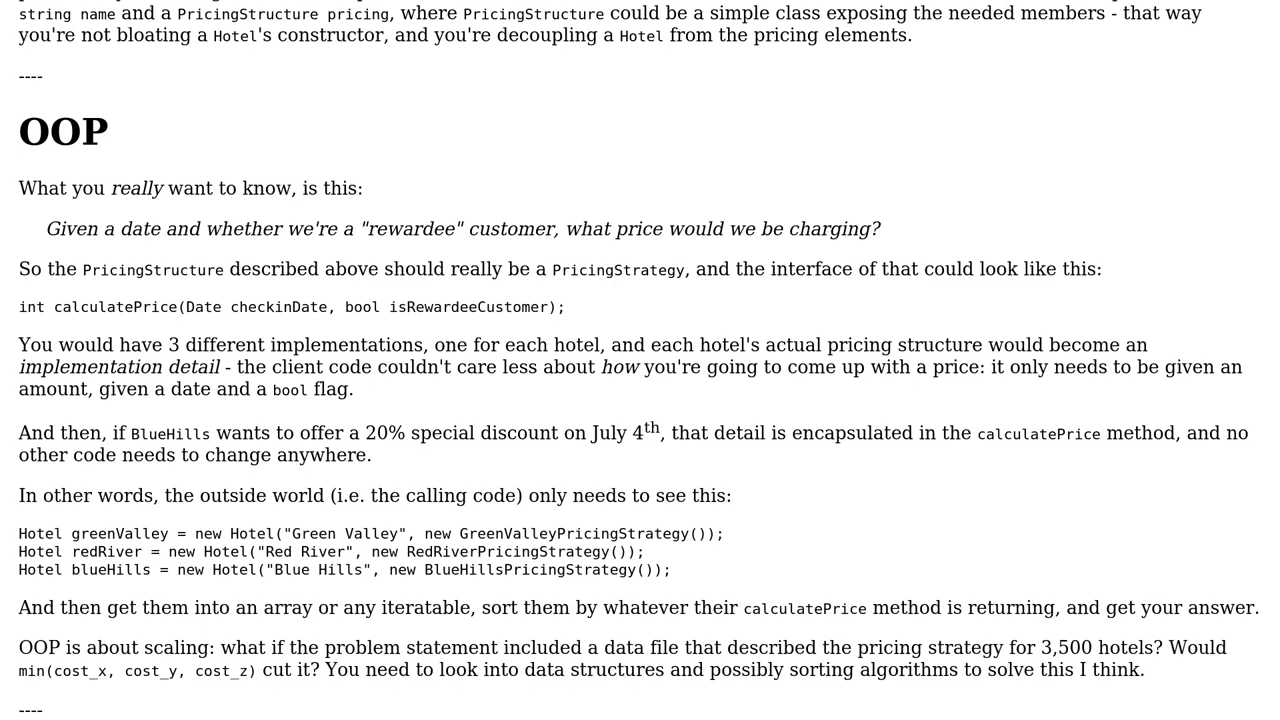 string name and a PricingStructure pricing, where PricingStructure could be a simple class exposing the needed members - that way
you're not bloating a Hotel's constructor, and you're decoupling a Hotel from the pricing elements.
----
OOP
What you really want to know, is this:
Given a date and whether we're a "rewardee" customer, what price would we be charging?
So the PricingStructure described above should really be a PricingStrategy, and the interface of that could look like this:
int calculatePrice(Date checkinDate, bool isRewardeeCustomer);
You would have 3 different implementations, one for each hotel, and each hotel's actual pricing structure would become an
implementation detail - the client code couldn't care less about how you're going to come up with a price: it only needs to be given an
amount, given a date and a bool flag.
And then, if BlueHills wants to offer a 20% special discount on July 4th, that detail is encapsulated in the calculatePrice method, and no
other code needs to change anywhere.
In other words, the outside world (i.e. the calling code) only needs to see this:
Hotel greenValley = new Hotel("Green Valley", new GreenValleyPricingStrategy());
Hotel redRiver = new Hotel("Red River", new RedRiverPricingStrategy());
Hotel blueHills = new Hotel("Blue Hills", new BlueHillsPricingStrategy());
And then get them into an array or any iteratable, sort them by whatever their calculatePrice method is returning, and get your answer.
OOP is about scaling: what if the problem statement included a data file that described the pricing strategy for 3,500 hotels? Would
min(cost_x, cost_y, cost_z) cut it? You need to look into data structures and possibly sorting algorithms to solve this I think.
----